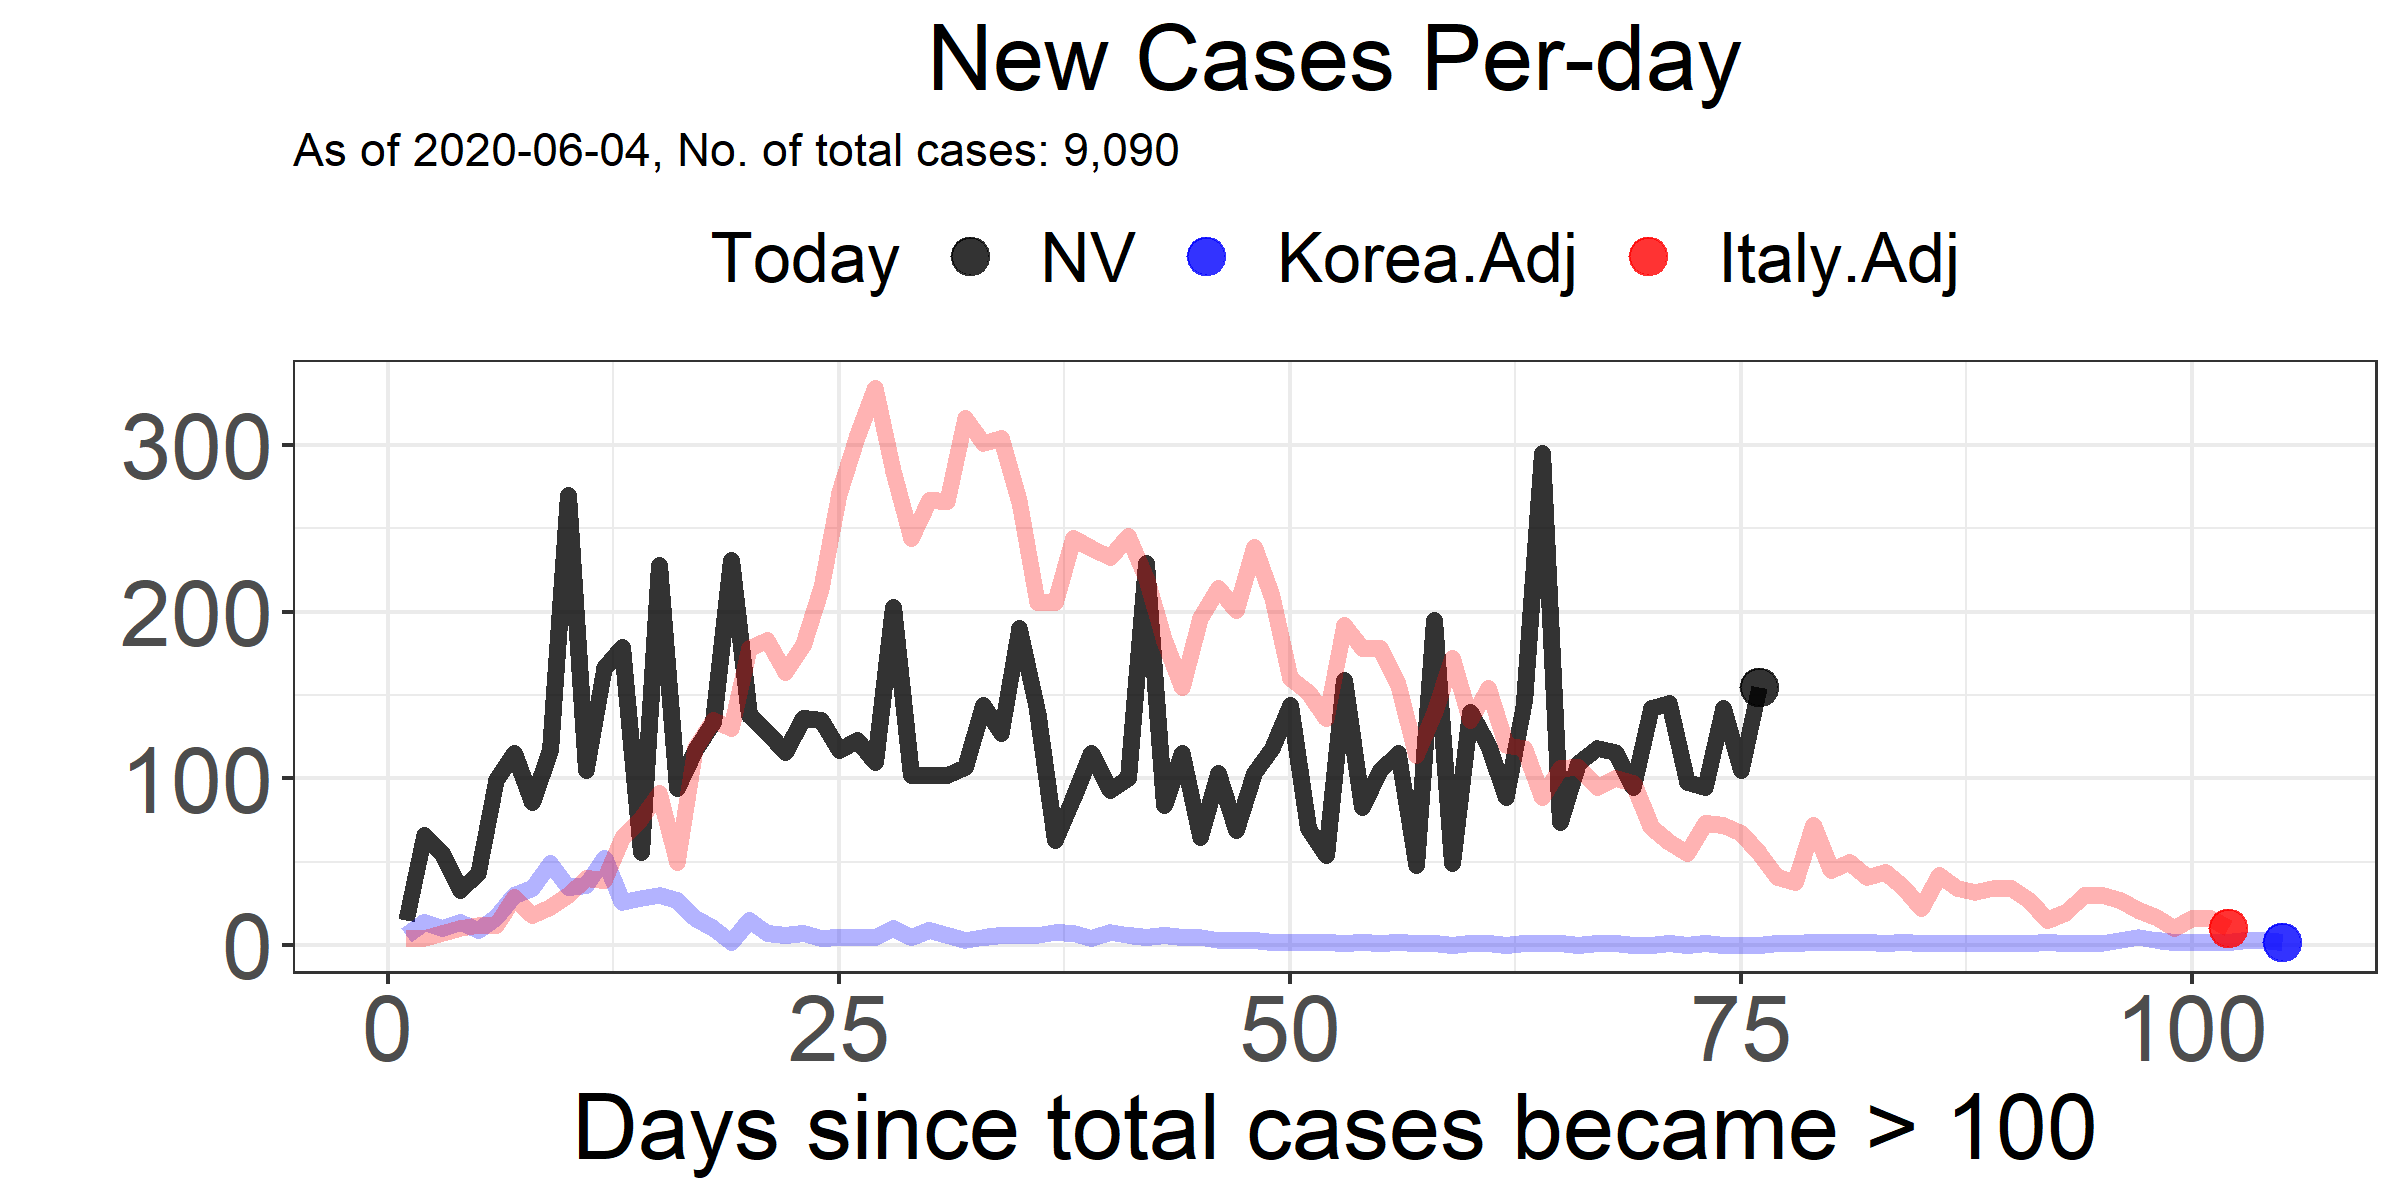 New Cases Per-day
As of 2020-06-04, No. of total cases: 9,090
Today NV Korea.Adj Italy.Adj
300
200
100
0
0 25 50 75 100
Days since total cases became > 100